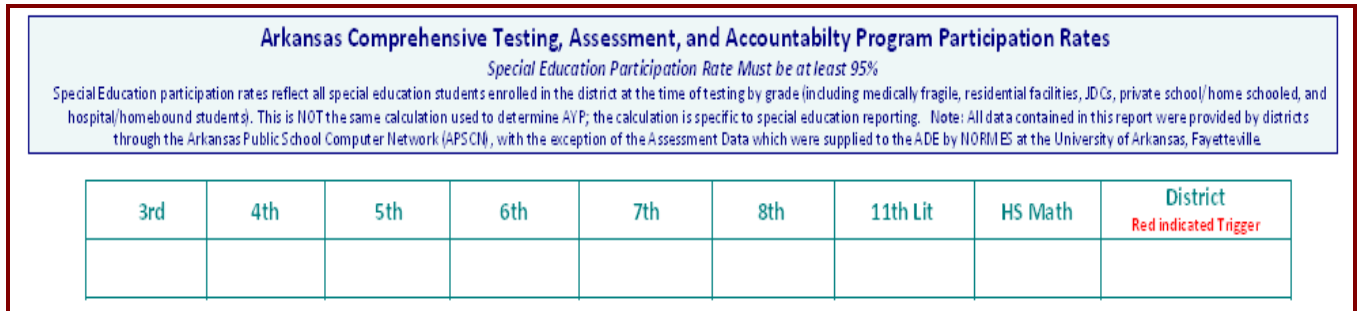 Arkansas Comprehensive Testing, Assessment, and Accountabilty Program Participation Rates
Special Education Participation Rate Must be at least 95%
Special Education participation rates reflect all special education students enrolled in the district at the time of testing by grade (including medically fragile, residential facilities, JDCs, private school/home schooled, and
hospital/homebound students). This is NOT the same calculation used to determine AYP; the calculation is specific to special education reporting. Note: All data contained in this report were provided by districts
through the Arkansas Public School Computer Network (APSCN), with the exception of the Assessment Data which were supplied to the ADE by NORMES at the University of Arkansas, Fayetteville.
3rd 4th 5th 6th 7th 8th 11th Lit HS Math District
Red indicated Trigger